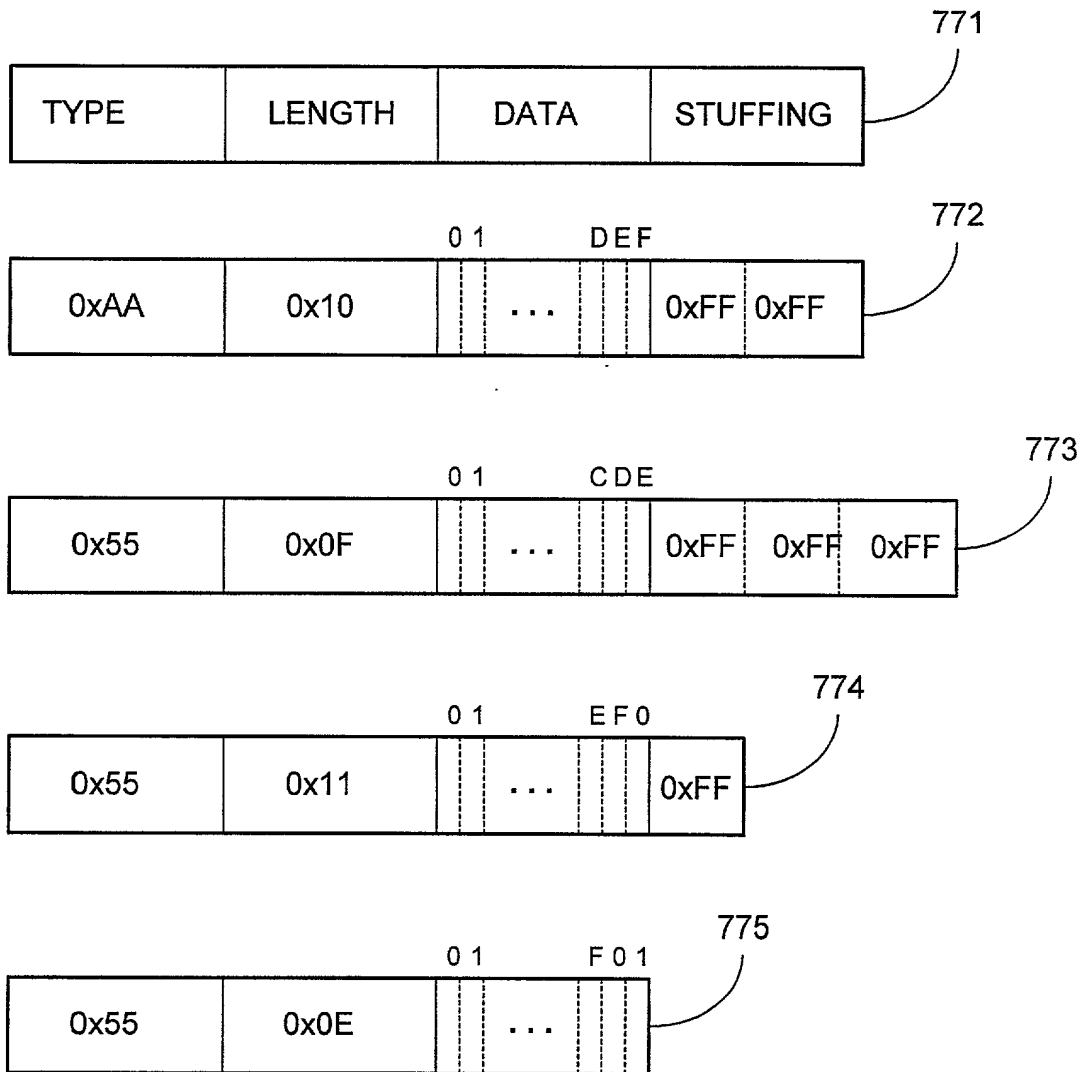 771
TYPE LENGTH DATA STUFFING
772
0 1 D E F
0xAA 0x10 ... 0xFF 0xFF
773
0 1 C D E
0x55 0x0F ... 0xFF 0xFF 0xFF
774
0 1 E F 0
0x55 0x11 ... 0xFF
775
0 1 F 0 1
0x55 0x0E ...